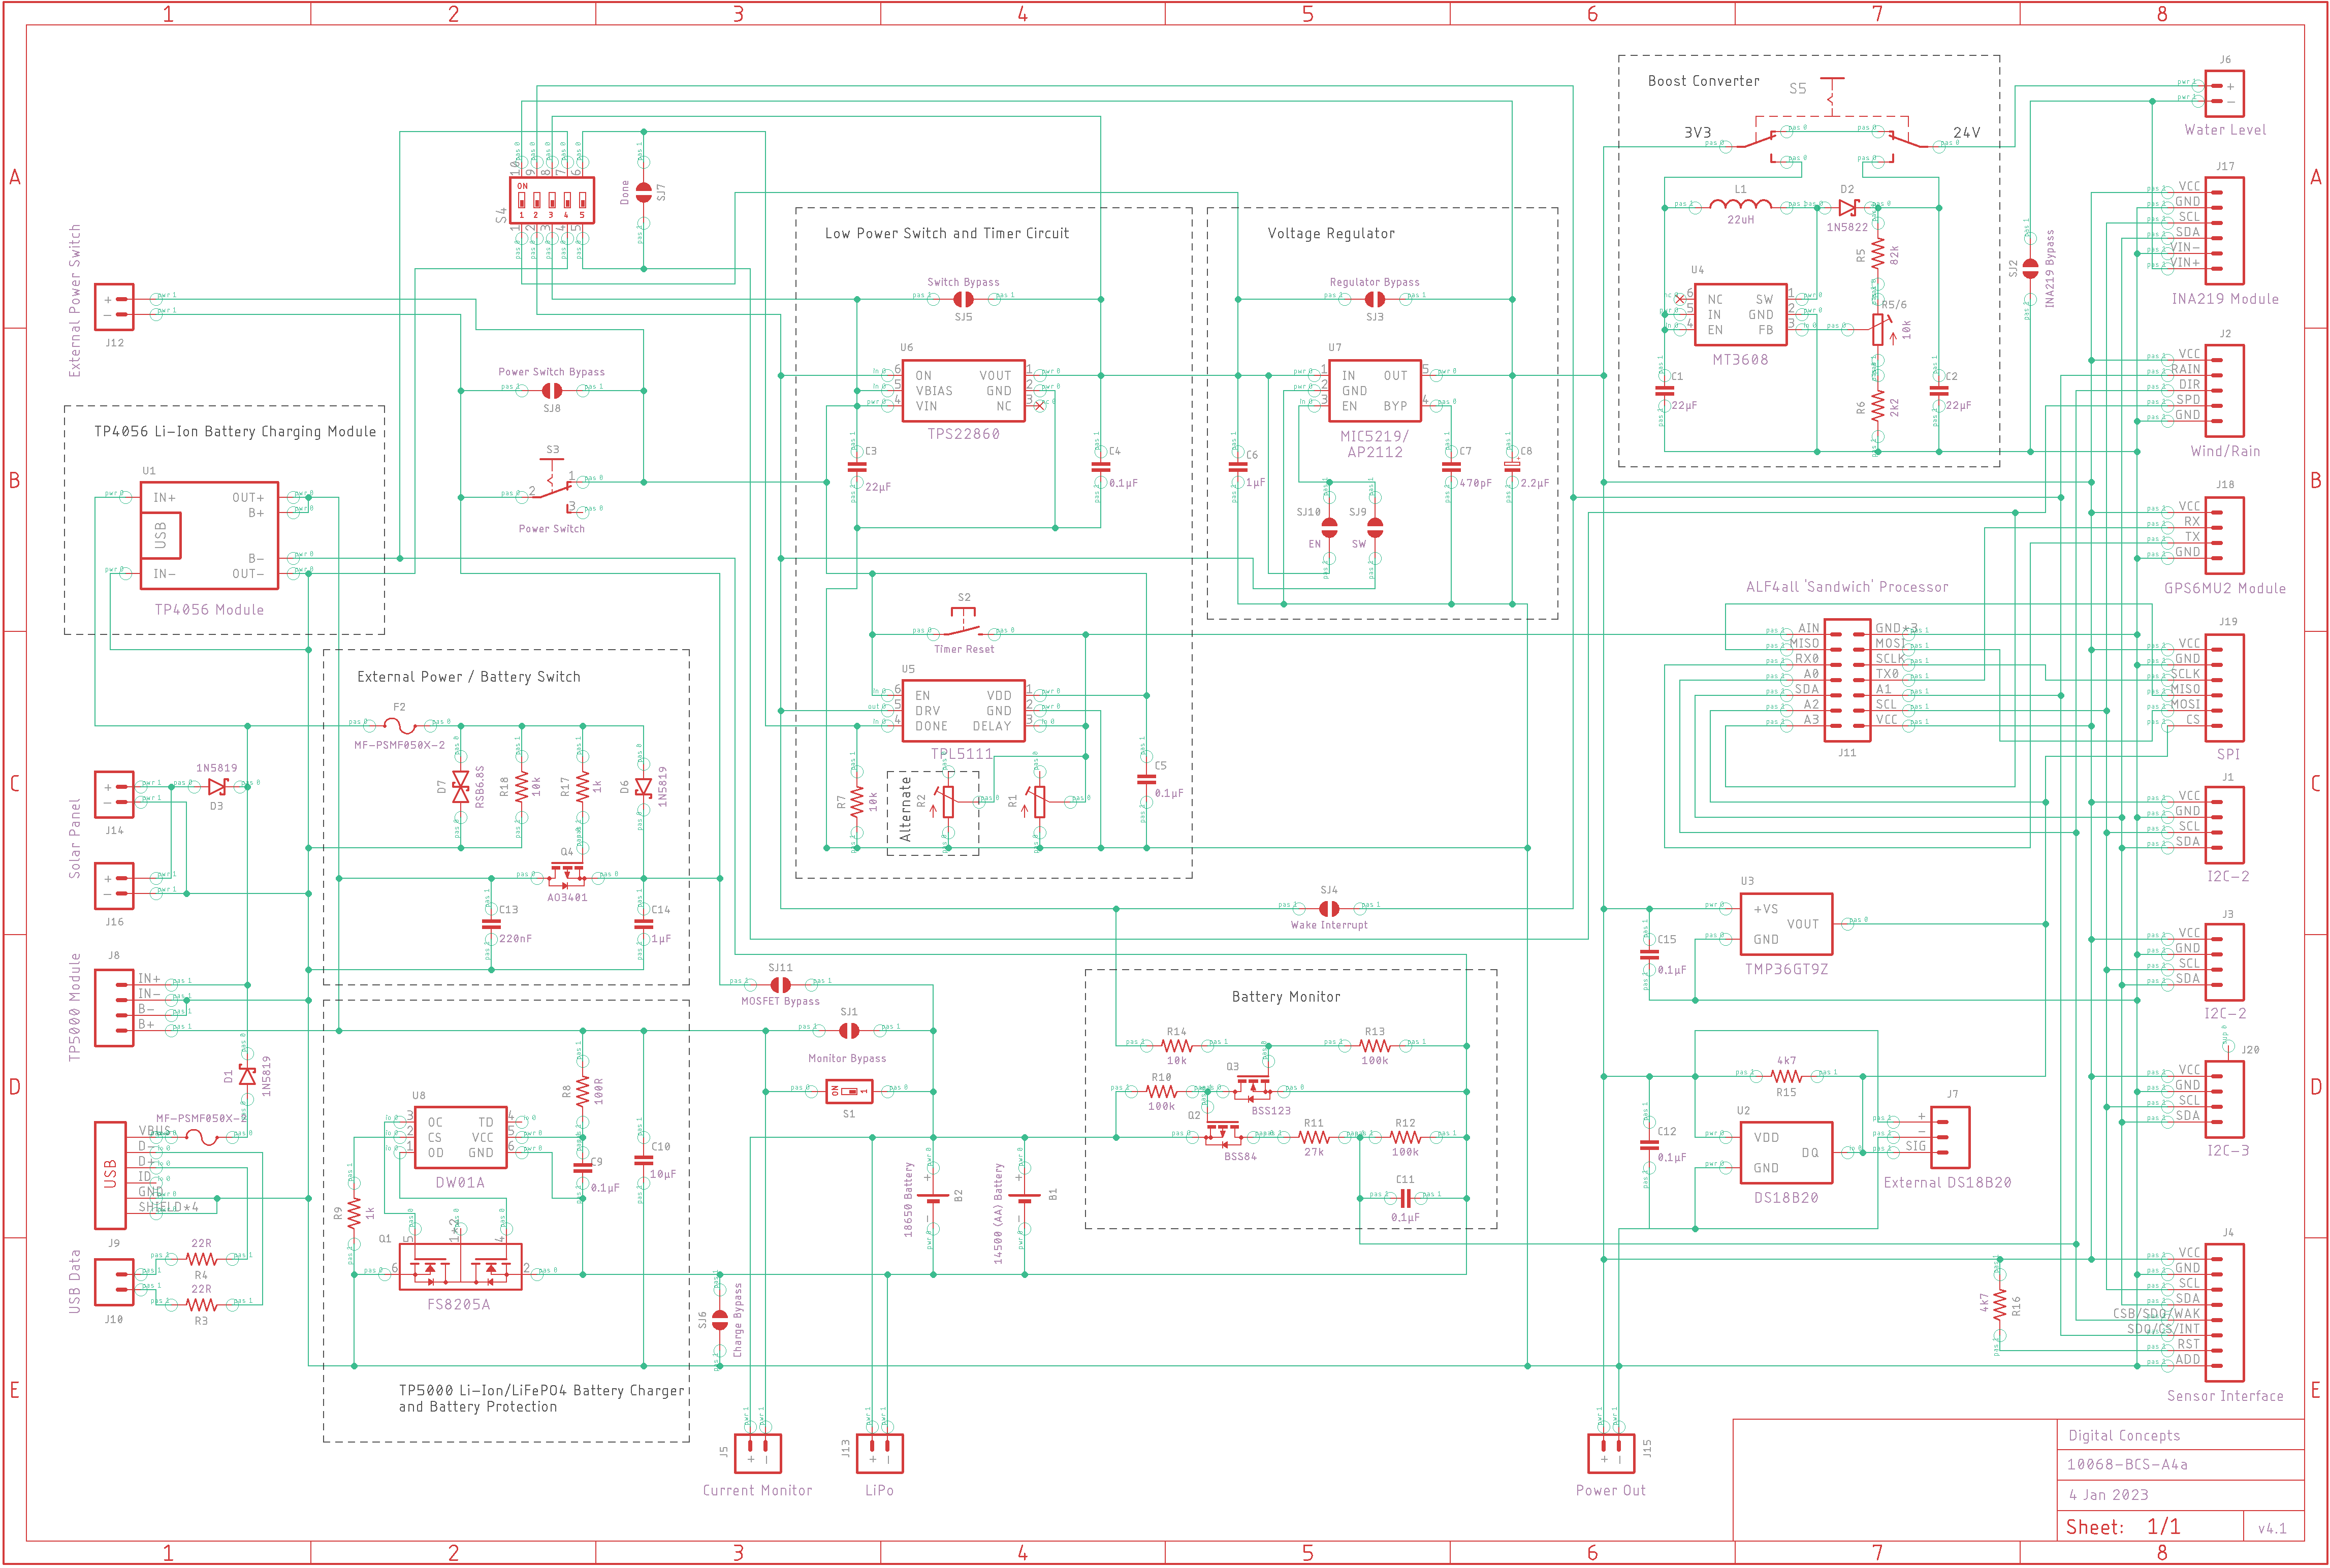 1 2 3 4 5 6 7 8
A
B
C
D
E
External Power Switch
+
-
J12
S4
ON
1 2 3 4 5
10 9 8 7 6
Done
SJ7
Power Switch Bypass
SJ8
S3
Power Switch
TP4056 Li-Ion Battery Charging Module
U1
IN+
OUT+
B+
USB
B-
IN-
OUT-
TP4056 Module
Low Power Switch and Timer Circuit
Switch Bypass
SJ5
U6
ON
VOUT
VBIAS
GND
VIN
NC
TPS22860
C3
22µF
C4
0.1µF
S2
Timer Reset
U5
EN
VDD
DRV
GND
DONE
DELAY
TPL5111
R7
10k
Alternate
R2
R1
C5
0.1µF
Voltage Regulator
Regulator Bypass
SJ3
U7
IN
OUT
GND
EN
BYP
MIC5219/
AP2112
C6
1µF
C7
470pF
C8
2.2µF
SJ10
EN
SJ9
SW
Boost Converter
S5
3V3
24V
L1
22uH
D2
1N5822
R5
82k
U4
NC
SW
IN
GND
EN
FB
MT3608
R5/6
10k
R6
2k2
C1
22µF
C2
22µF
SJ2
INA219 Bypass
J6
+
-
Water Level
J17
VCC
GND
SCL
SDA
VIN-
VIN+
INA219 Module
J2
VCC
RAIN
DIR
SPD
GND
Wind/Rain
J18
VCC
RX
TX
GND
GPS6MU2 Module
J19
VCC
GND
SCLK
MISO
MOSI
CS
SPI
J1
VCC
GND
SCL
SDA
I2C-2
J3
VCC
GND
SCL
SDA
I2C-2
J20
VCC
GND
SCL
SDA
I2C-3
J4
VCC
GND
SCL
SDA
CSB/SDO/WAK
SDO/CS/INT
RST
ADD
Sensor Interface
ALF4all 'Sandwich' Processor
AIN
GND*3
MISO
MOSI
RX0
SCLK
A0
TX0
SDA
A1
A2
SCL
A3
VCC
J11
External Power / Battery Switch
F2
MF-PSMF050X-2
D7
RSB6.8S
R18
10k
R17
1k
D6
1N5819
Q4
AO3401
C13
220nF
C14
1µF
Solar Panel
1N5819
D3
+
-
J14
+
-
J16
TP5000 Module
J8
IN+
IN-
B-
B+
D1
1N5819
MF-PSMF050X-2
USB
VBUS
D-
D+
ID
GND
SHIELD*4
J9
USB Data
22R
R4
22R
R3
J10
U8
OC
TD
CS
VCC
OD
GND
DW01A
R8
100R
C9
0.1µF
C10
10µF
R9
1k
Q1
FS8205A
TP5000 Li-Ion/LiFePO4 Battery Charger
and Battery Protection
SJ4
Wake Interrupt
SJ11
MOSFET Bypass
SJ1
Monitor Bypass
ON
1
S1
18650 Battery
B2
14500 (AA) Battery
B1
SJ6
Charge Bypass
Battery Monitor
R14
10k
R13
100k
R10
100k
Q3
BSS123
Q2
BSS84
R11
27k
R12
100k
C11
0.1µF
U3
+VS
VOUT
GND
TMP36GT9Z
C15
0.1µF
4k7
R15
U2
VDD
DQ
GND
DS18B20
C12
0.1µF
J7
+
-
SIG
External DS18B20
4k7
R16
J5
+
-
Current Monitor
J13
+
-
LiPo
J15
+
-
Power Out
Digital Concepts
10068-BCS-A4a
4 Jan 2023
Sheet: 1/1
v4.1
A
B
C
D
E
1 2 3 4 5 6 7 8